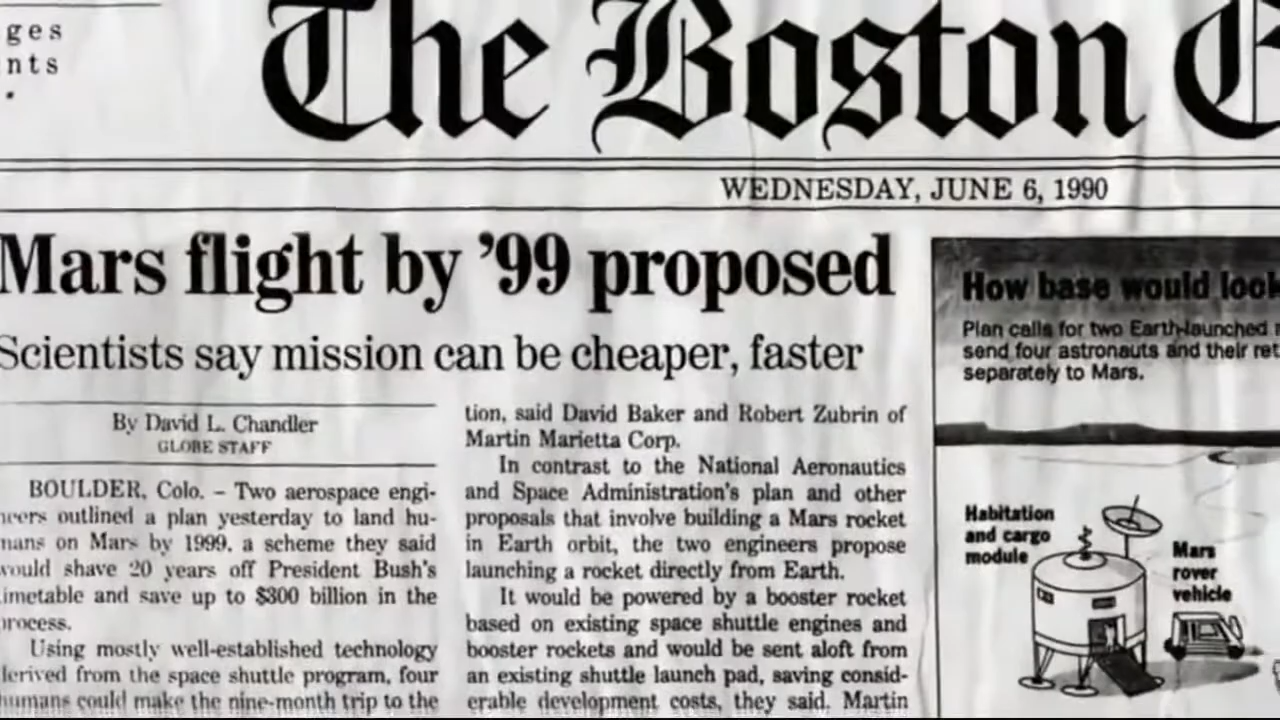 ges
nts
The Boston
WEDNESDAY, JUNE 6, 1990
Mars flight by '99 proposed
Scientists say mission can be cheaper, faster
By David L. Chandler
GLOBE STAFF
BOULDER, Colo. – Two aerospace engi-
neers outlined a plan yesterday to land hu-
mans on Mars by 1999, a scheme they said
would shave 20 years off President Bush's
timetable and save up to $300 billion in the
process.
Using mostly well-established technology
derived from the space shuttle program, four
humans could make the nine-month trip to the
tion, said David Baker and Robert Zubrin of
Martin Marietta Corp.
In contrast to the National Aeronautics
and Space Administration's plan and other
proposals that involve building a Mars rocket
in Earth orbit, the two engineers propose
launching a rocket directly from Earth.
It would be powered by a booster rocket
based on existing space shuttle engines and
booster rockets and would be sent aloft from
an existing shuttle launch pad, saving consid-
erable development costs, they said. Martin
How base would look
Plan calls for two Earth-launched
send four astronauts and their ret
separately to Mars.
Habitation
and cargo
module
Mars
rover
vehicle